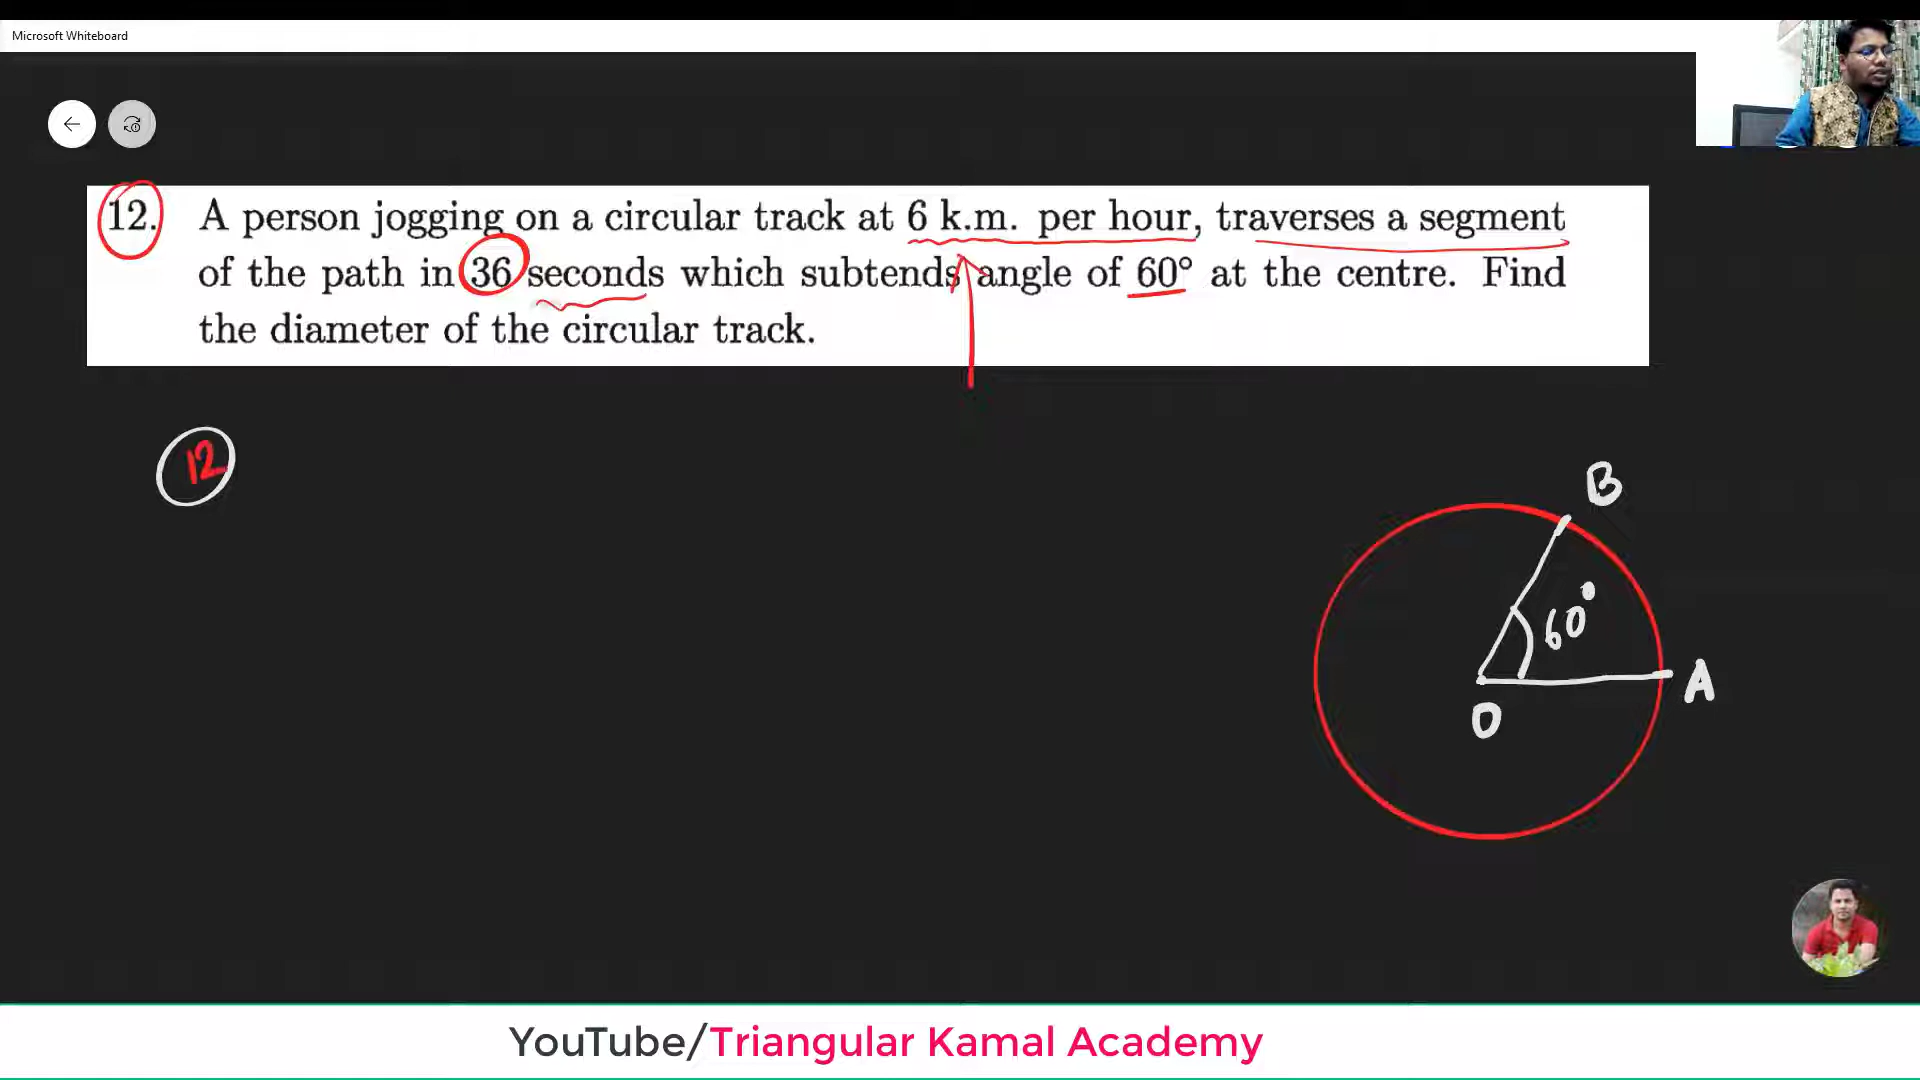 Microsoft Whiteboard
12. A person jogging on a circular track at 6 k.m. per hour, traverses a segment
of the path in 36 seconds which subtends angle of 60° at the centre. Find
the diameter of the circular track.
12
B
60°
A
O
YouTube/Triangular Kamal Academy